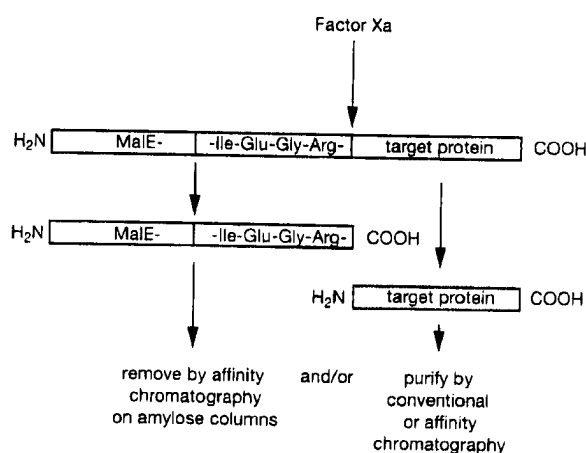 Factor Xa
H₂N MalE- -Ile-Glu-Gly-Arg- target protein COOH
H₂N MalE- -Ile-Glu-Gly-Arg- COOH
H₂N target protein COOH
remove by affinity
chromatography
on amylose columns
and/or
purify by
conventional
or affinity
chromatography